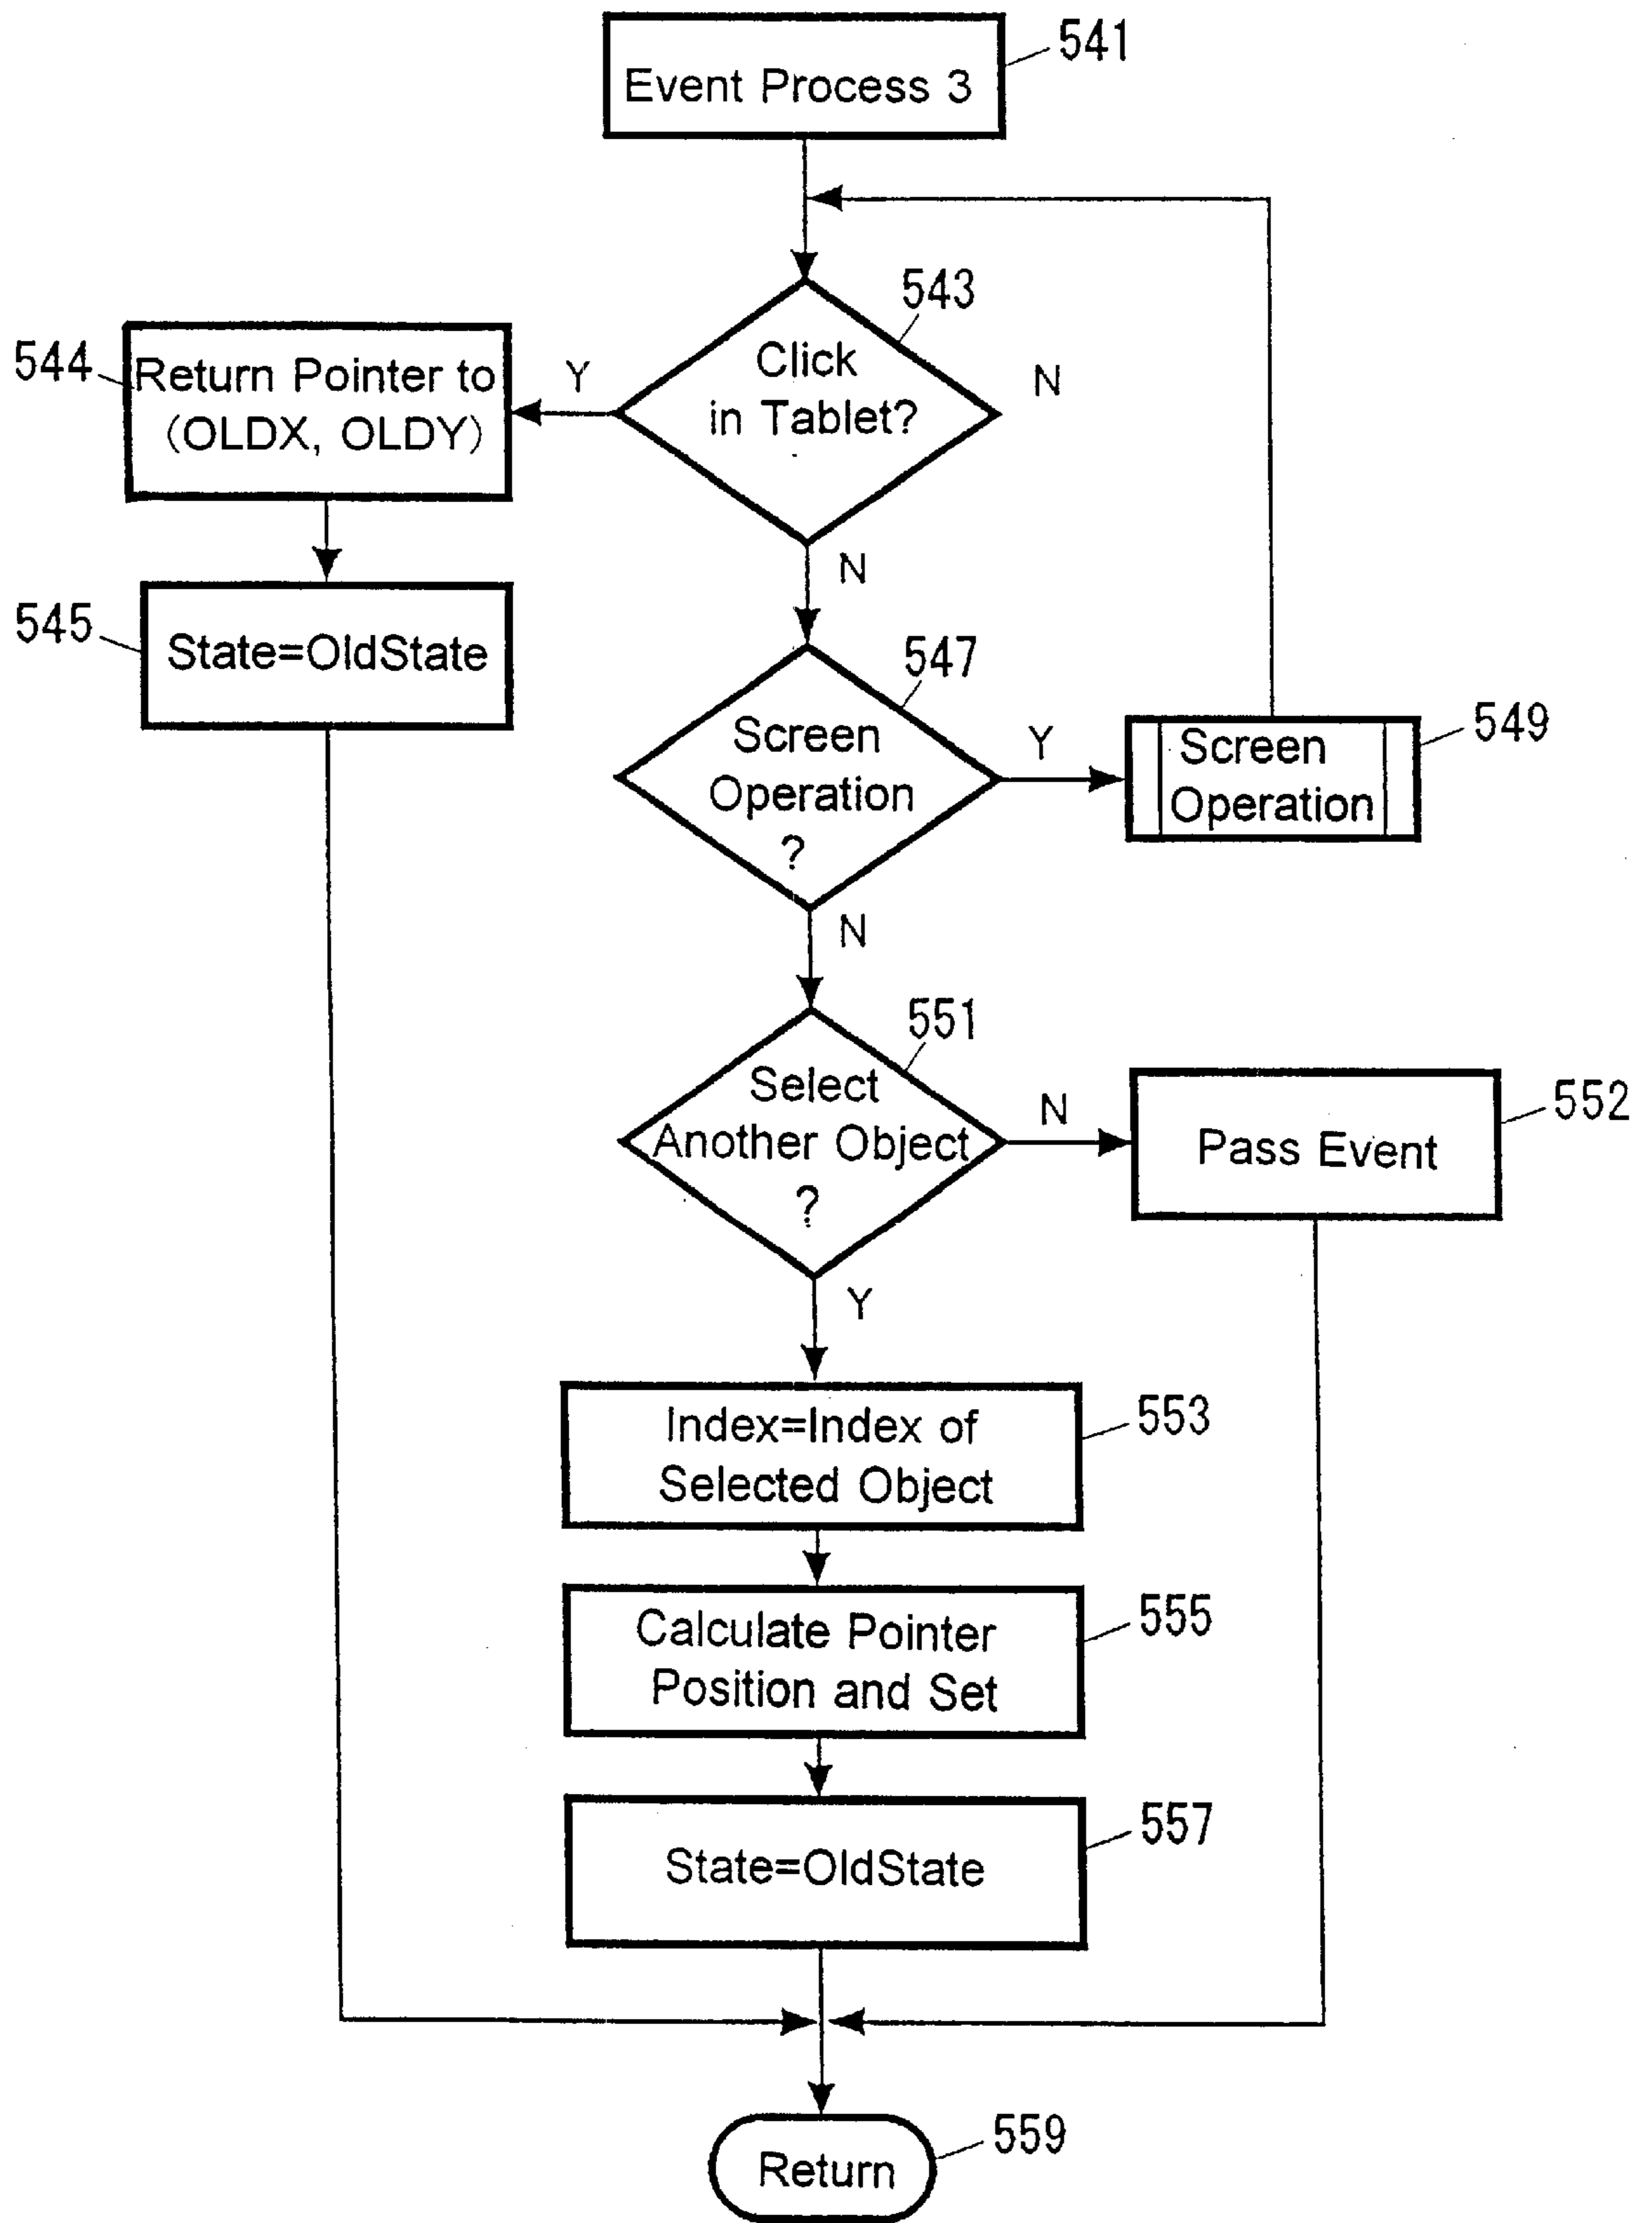 541
Event Process 3
543
544
Return Pointer to
(OLDX, OLDY)
Y
Click
in Tablet?
N
N
545
State=OldState
547
Screen
Operation
?
Y
549
Screen
Operation
N
551
Select
Another Object
?
N
552
Pass Event
Y
553
Index=Index of
Selected Object
555
Calculate Pointer
Position and Set
557
State=OldState
559
Return